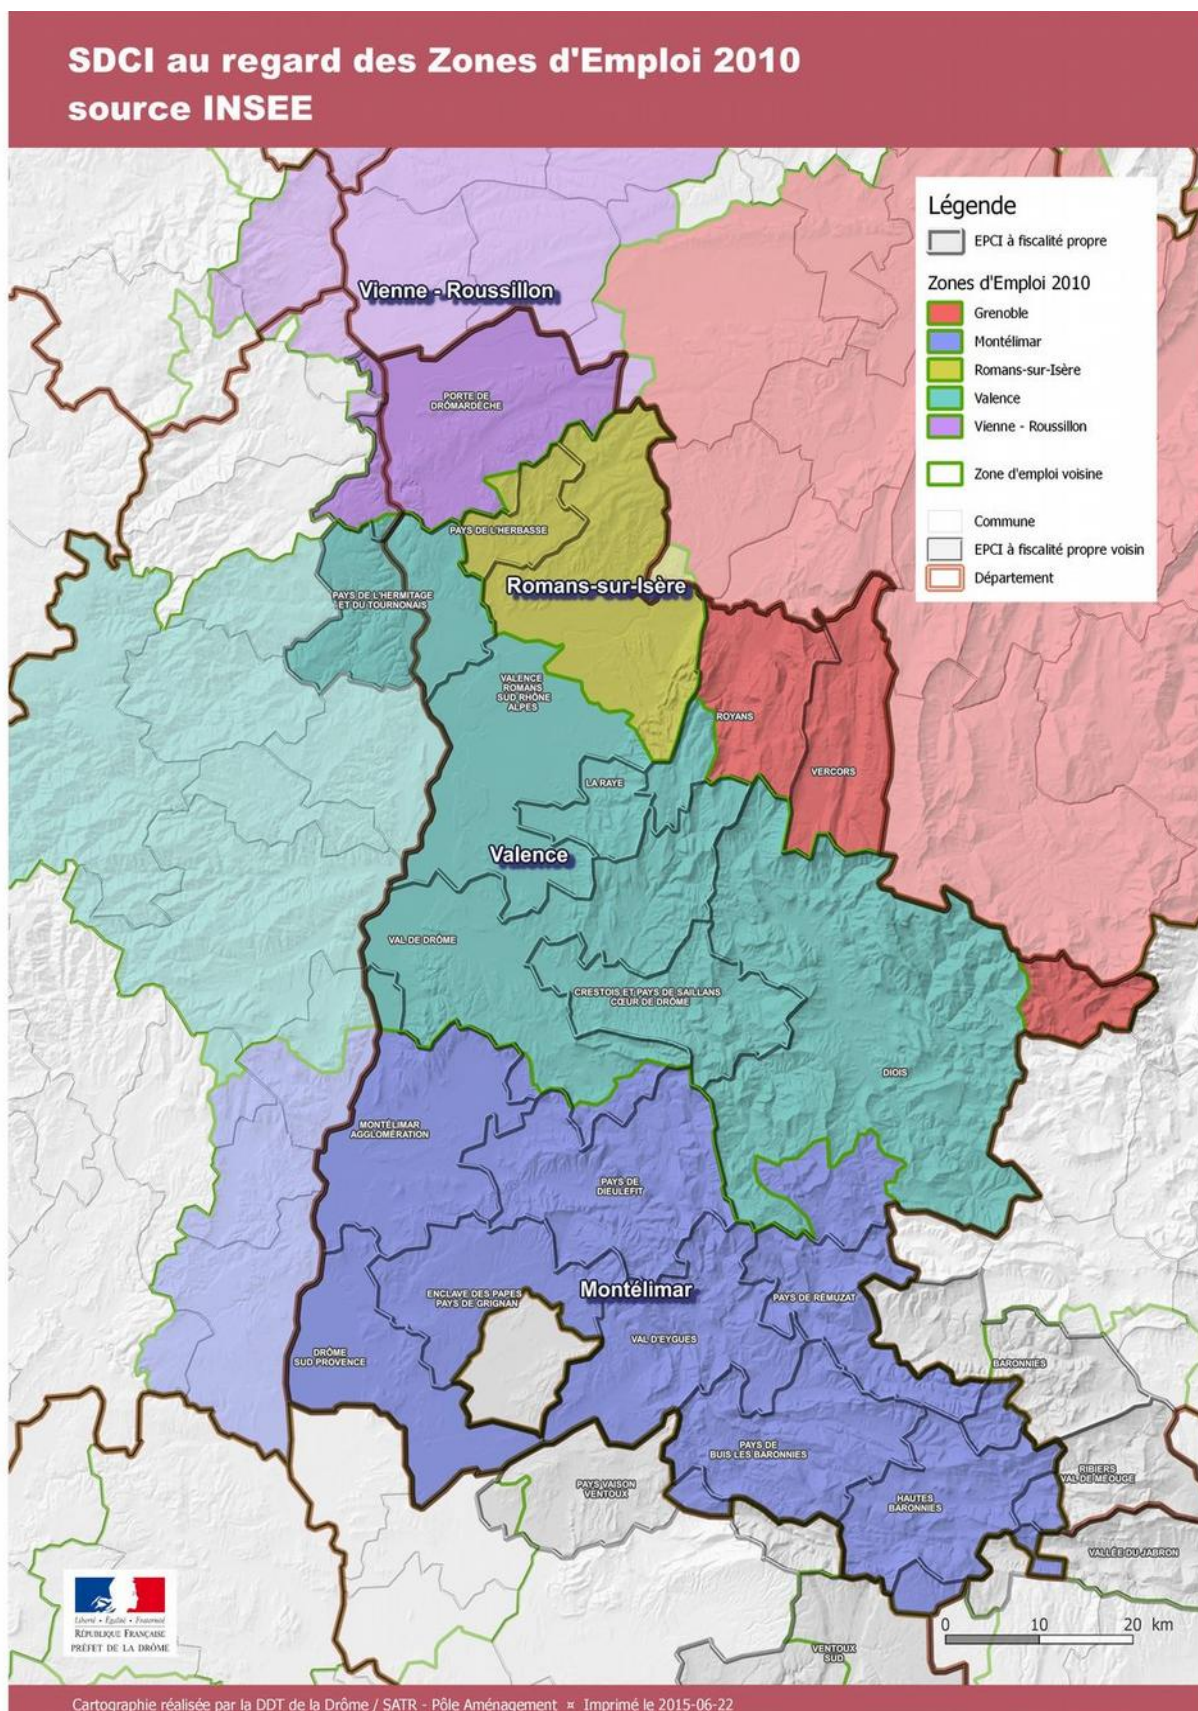 SDCI au regard des Zones d'Emploi 2010
source INSEE
Légende
EPCI à fiscalité propre
Zones d'Emploi 2010
Grenoble
Montélimar
Romans-sur-Isère
Valence
Vienne - Roussillon
Zone d'emploi voisine
Commune
EPCI à fiscalité propre voisin
Département
Vienne - Roussillon
PORTE DE
DRÔMARDÈCHE
PAYS DE L'HERBASSE
Romans-sur-Isère
PAYS DE L'HERMITAGE
ET DU TOURNONAIS
VALENCE
ROMANS
SUD RHÔNE
ALPES
ROYANS
VERCORS
LA RAYE
Valence
VAL DE DRÔME
CRESTOIS ET PAYS DE SAILLANS
CŒUR DE DRÔME
DIOIS
MONTÉLIMAR
AGGLOMÉRATION
PAYS DE
DIEULEFIT
Montélimar
ENCLAVE DES PAPES
PAYS DE GRIGNAN
PAYS DE RÉMUZAT
VAL D'EYGUES
DRÔME
SUD PROVENCE
BARONNIES
PAYS DE
BUIS LES BARONNIES
RIBIERS
VAL DE MÉOUGE
PAYS VAISON
VENTOUX
HAUTES
BARONNIES
VALLÉE DU JABRON
VENTOUX
SUD
0 10 20 km
Liberté • Égalité • Fraternité
RÉPUBLIQUE FRANÇAISE
PRÉFET DE LA DRÔME
Cartographie réalisée par la DDT de la Drôme / SATR - Pôle Aménagement ¤ Imprimé le 2015-06-22